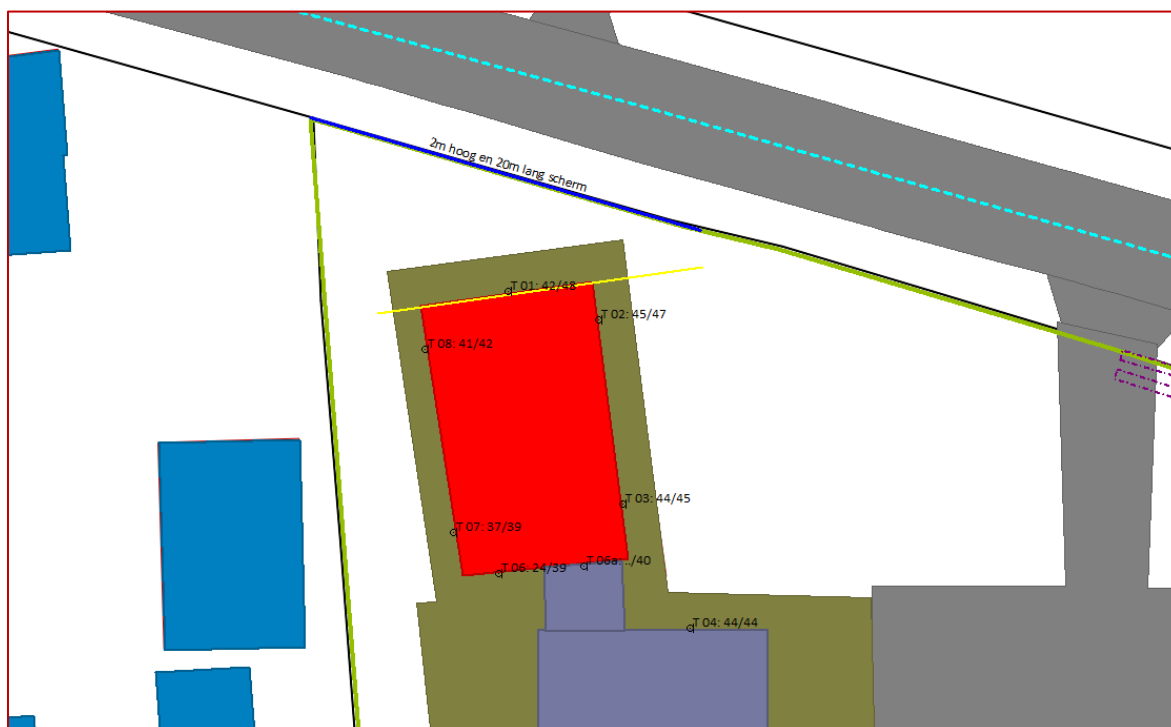 2m hoog en 20m lang scherm
T 01: 42/48
T 02: 45/47
T 08: 41/42
T 03: 44/45
T 07: 37/39
T 06a: ../40
T 06: 24/39
T 04: 44/44